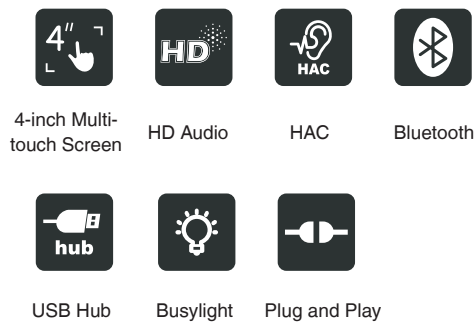 4"
HD
HAC
4-inch Multi-
touch Screen
HD Audio
HAC
Bluetooth
hub
USB Hub
Busylight
Plug and Play